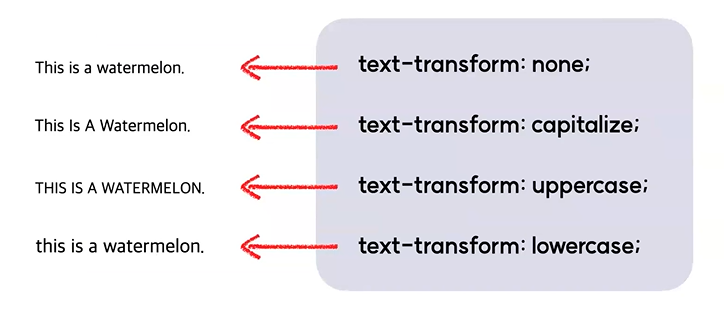 This is a watermelon. text-transform: none;
This Is A Watermelon. text-transform: capitalize;
THIS IS A WATERMELON. text-transform: uppercase;
this is a watermelon. text-transform: lowercase;